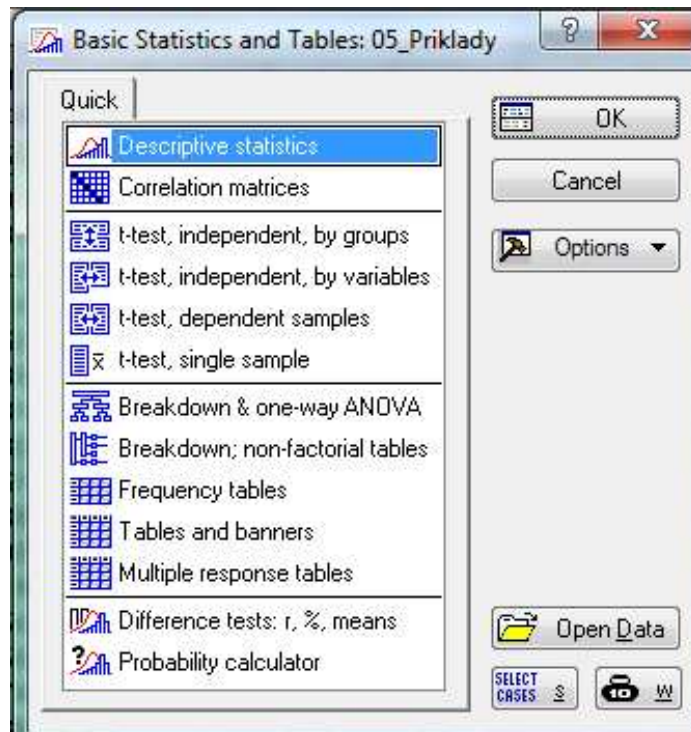 Basic Statistics and Tables: 05_Priklady
?
Quick
Descriptive statistics
Correlation matrices
t-test, independent, by groups
t-test, independent, by variables
t-test, dependent samples
x̅ t-test, single sample
Breakdown & one-way ANOVA
Breakdown; non-factorial tables
Frequency tables
Tables and banners
Multiple response tables
Difference tests: r, %, means
? Probability calculator
OK
Cancel
Options
Open Data
SELECT
CASES
S
W